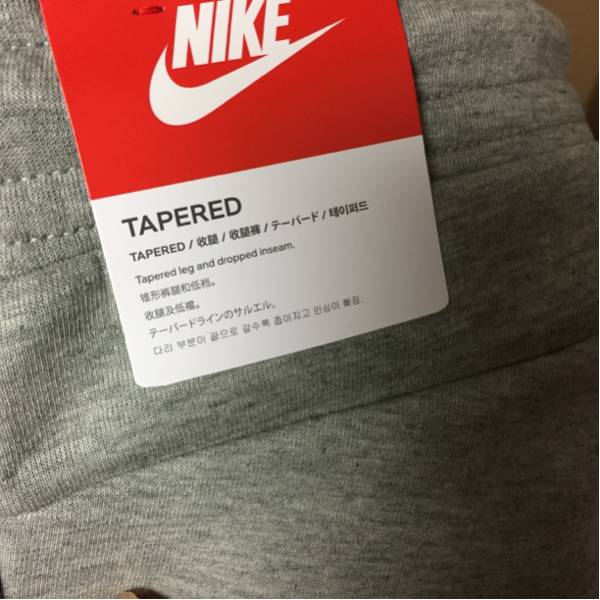 NIKE
TAPERED
TAPERED / 收腿 / 收腿褲 / テーパード / 테이퍼드
Tapered leg and dropped inseam.
锥形裤腿和低裆。
收腿及低襠。
テーパードラインのサルエル。
다리 부분이 끝으로 갈수록 좁아지고 인심이 확장.